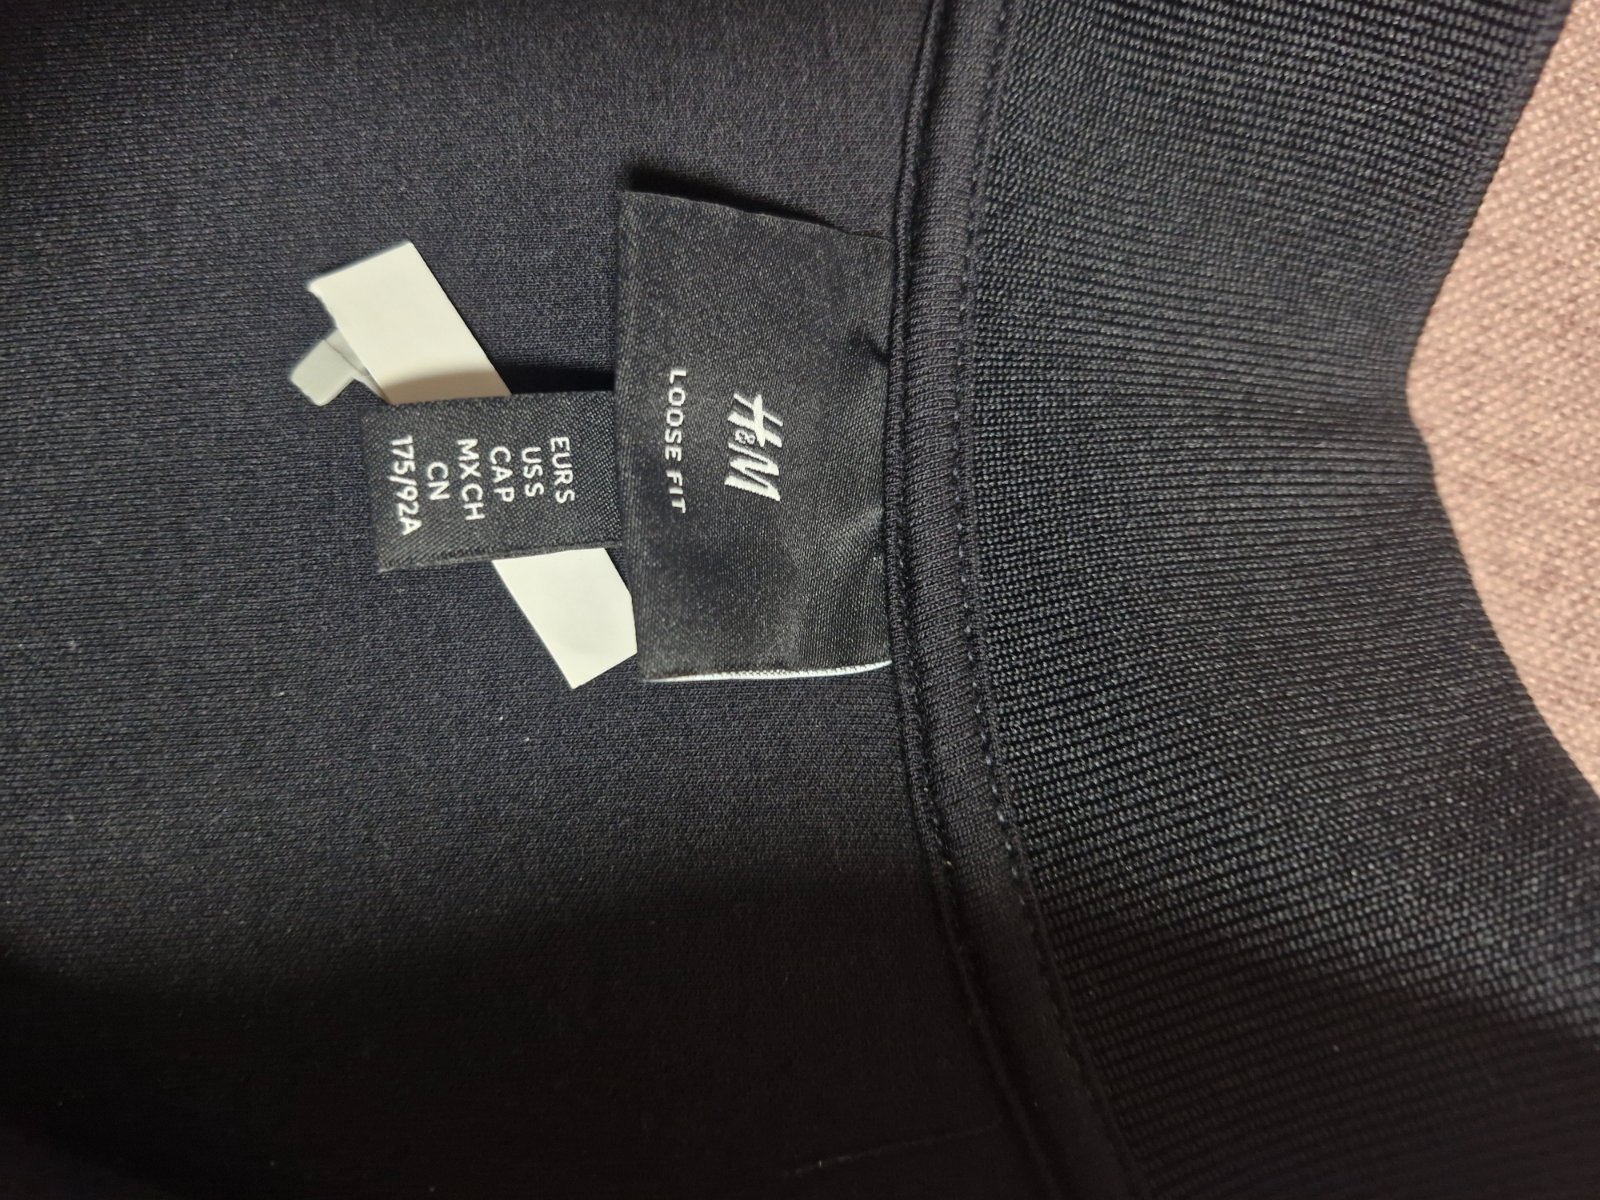 H&M
LOOSE FIT
EUR S
US S
CA P
MX CH
CN
175/92A